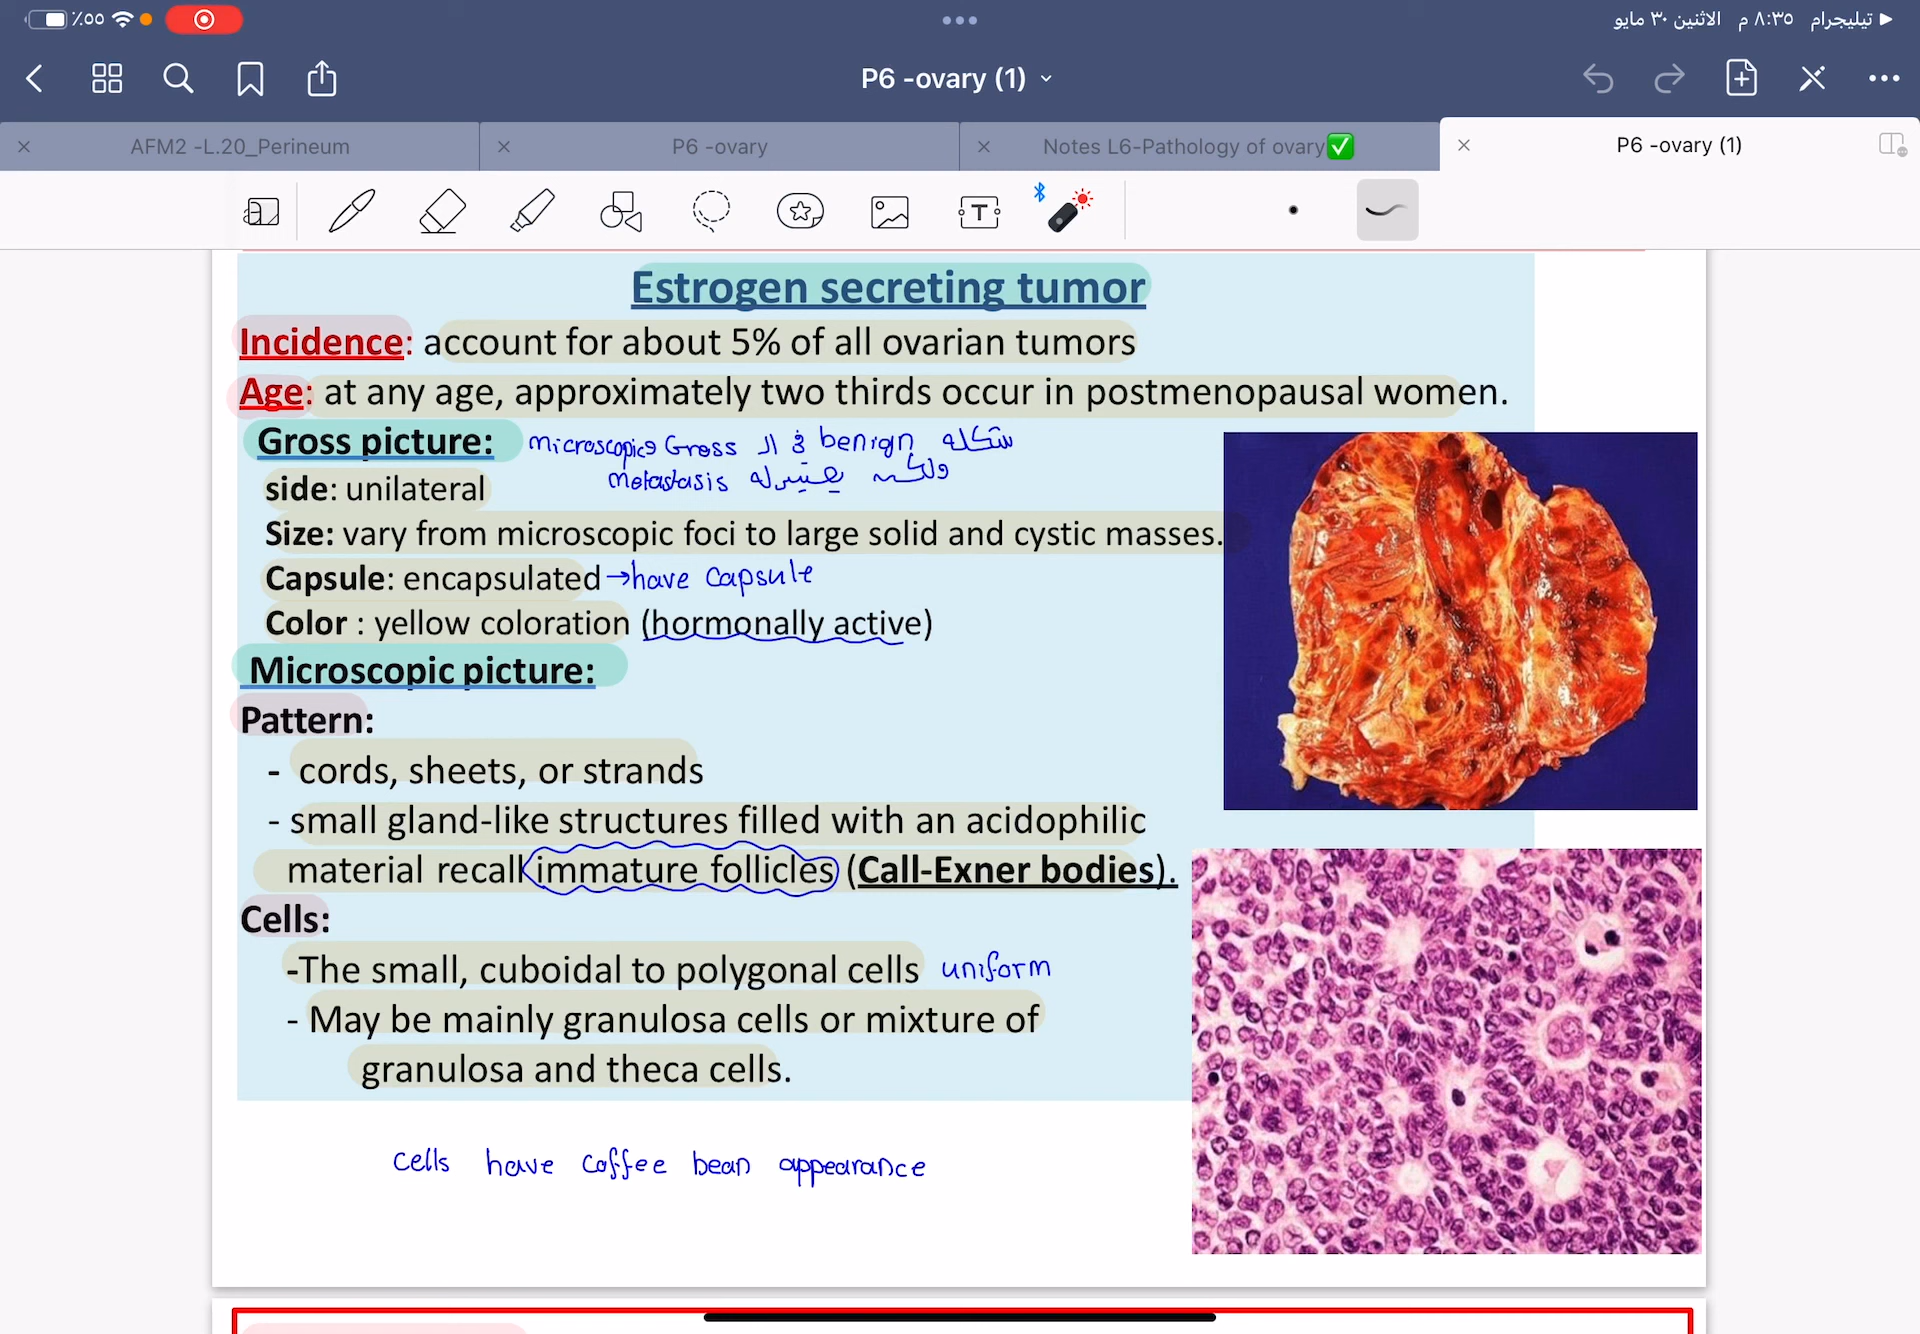 ٪٥٥
▶ تيليجرام ٨:٣٥ م الاثنين ٣٠ مايو
P6 -ovary (1)
AFM2 -L.20_Perineum
P6 -ovary
Notes L6-Pathology of ovary✅
P6 -ovary (1)
Estrogen secreting tumor
Incidence: account for about 5% of all ovarian tumors
Age: at any age, approximately two thirds occur in postmenopausal women.
Gross picture: شكله benign في ال Gross و microscopic
ولكنه metastasis
side: unilateral
Size: vary from microscopic foci to large solid and cystic masses.
Capsule: encapsulated →have capsule
Color : yellow coloration (hormonally active)
Microscopic picture:
Pattern:
- cords, sheets, or strands
- small gland-like structures filled with an acidophilic
material recall immature follicles (Call-Exner bodies).
Cells:
-The small, cuboidal to polygonal cells uniform
- May be mainly granulosa cells or mixture of
granulosa and theca cells.
cells have coffee bean appearance